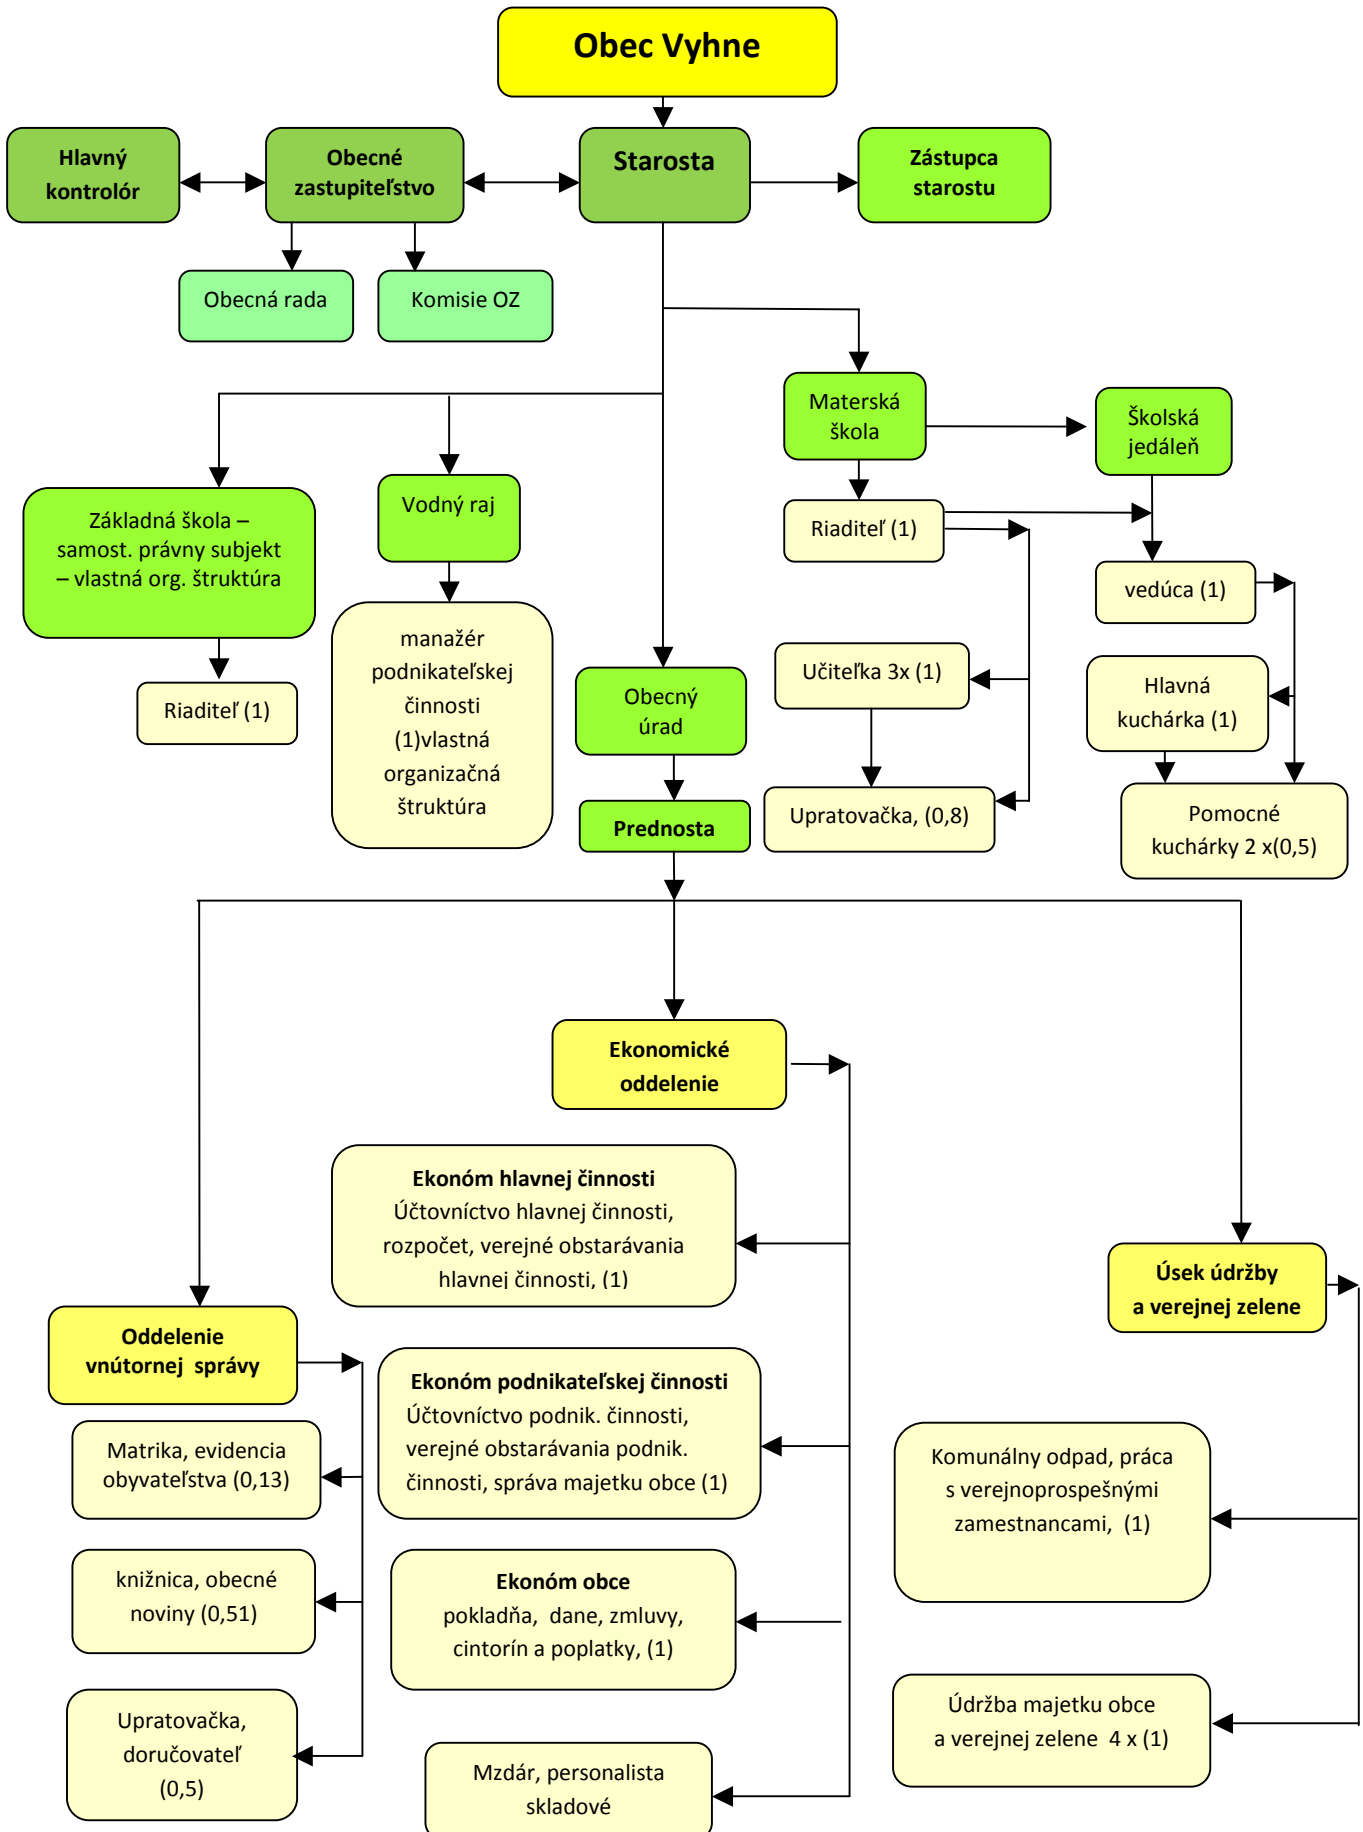 Obec Vyhne
Hlavný
kontrolór
Obecné
zastupiteľstvo
Starosta
Zástupca
starostu
Obecná rada
Komisie OZ
Materská
škola
Školská
jedáleň
Základná škola –
samost. právny subjekt
– vlastná org. štruktúra
Vodný raj
Riaditeľ (1)
vedúca (1)
manažér
podnikateľskej
činnosti
(1)vlastná
organizačná
štruktúra
Riaditeľ (1)
Obecný
úrad
Učiteľka 3x (1)
Hlavná
kuchárka (1)
Prednosta
Upratovačka, (0,8)
Pomocné
kuchárky 2 x(0,5)
Ekonomické
oddelenie
Ekonóm hlavnej činnosti
Účtovníctvo hlavnej činnosti,
rozpočet, verejné obstarávania
hlavnej činnosti, (1)
Úsek údržby
a verejnej zelene
Oddelenie
vnútornej  správy
Ekonóm podnikateľskej činnosti
Účtovníctvo podnik. činnosti,
verejné obstarávania podnik.
činnosti, správa majetku obce (1)
Matrika, evidencia
obyvateľstva (0,13)
Komunálny odpad, práca
s verejnoprospešnými
zamestnancami,  (1)
knižnica, obecné
noviny (0,51)
Ekonóm obce
pokladňa,  dane, zmluvy,
cintorín a poplatky, (1)
Upratovačka,
doručovateľ
(0,5)
Údržba majetku obce
a verejnej zelene  4 x (1)
Mzdár, personalista
skladové